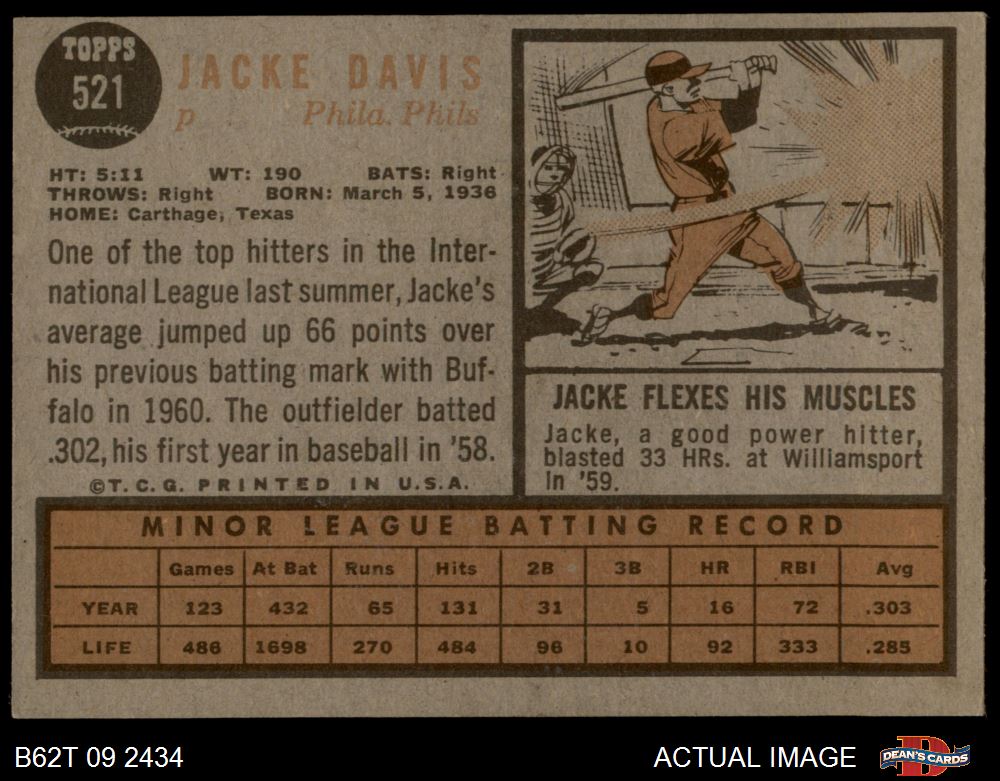 TOPPS
521
JACKE DAVIS
p Phila. Phils
HT: 5:11 WT: 190 BATS: Right
THROWS: Right BORN: March 5, 1936
HOME: Carthage, Texas
One of the top hitters in the Inter-
national League last summer, Jacke's
average jumped up 66 points over
his previous batting mark with Buf-
falo in 1960. The outfielder batted
.302, his first year in baseball in '58.
©T. C. G. PRINTED IN U.S.A.
JACKE FLEXES HIS MUSCLES
Jacke, a good power hitter,
blasted 33 HRs. at Williamsport
in '59.
MINOR LEAGUE BATTING RECORD
Games At Bat Runs Hits 2B 3B HR RBI Avg
YEAR 123 432 65 131 31 5 16 72 .303
LIFE 486 1698 270 484 96 10 92 333 .285
B62T 09 2434 ACTUAL IMAGE DEAN'S CARDS